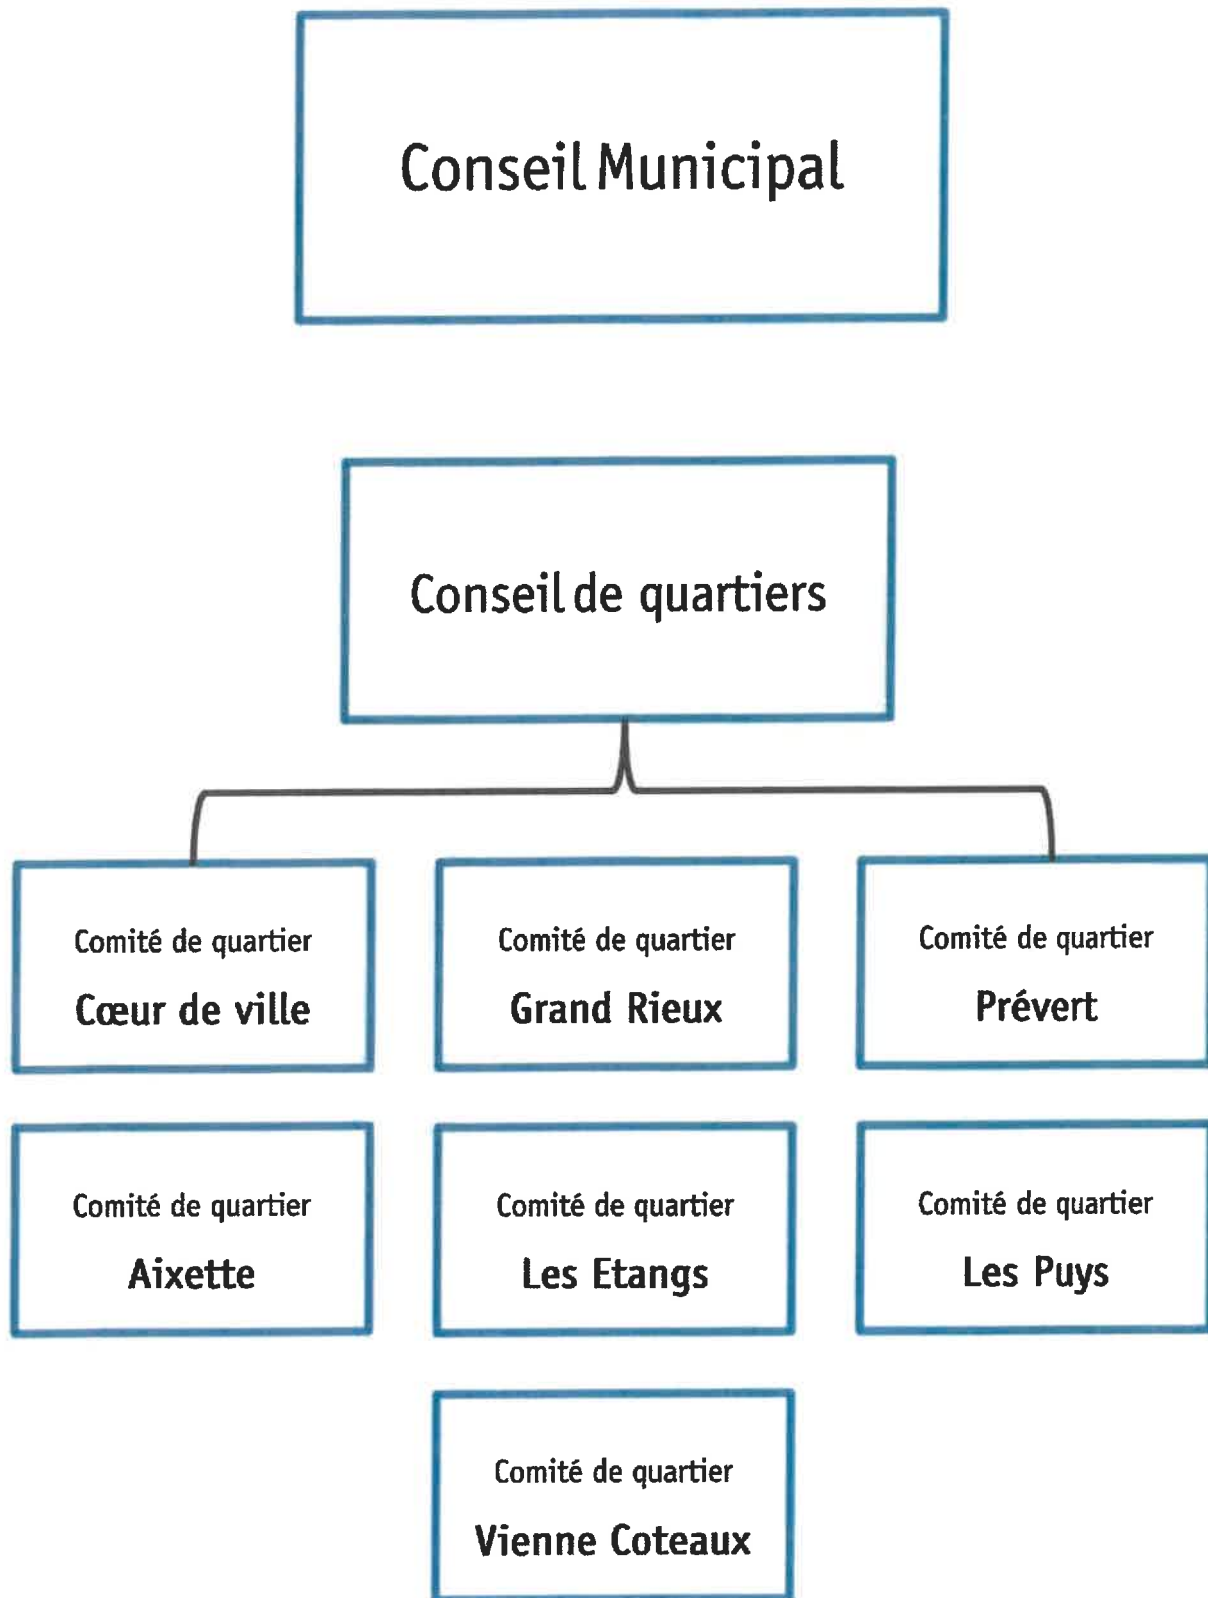 Conseil Municipal
Conseil de quartiers
Comité de quartier
Cœur de ville
Comité de quartier
Grand Rieux
Comité de quartier
Prévert
Comité de quartier
Aixette
Comité de quartier
Les Etangs
Comité de quartier
Les Puys
Comité de quartier
Vienne Coteaux